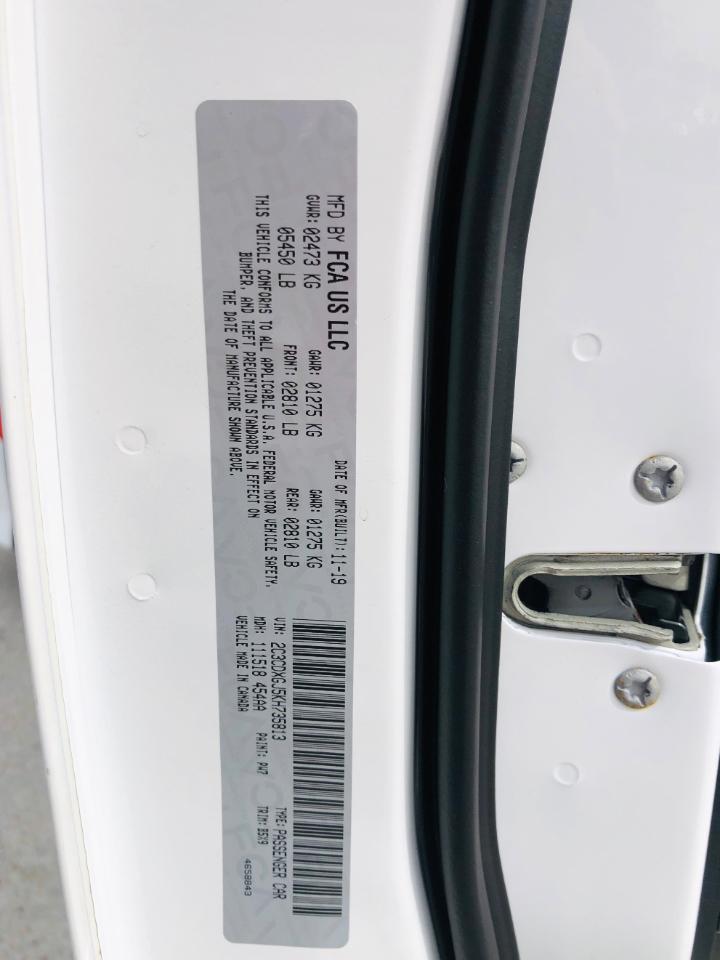 MFD BY FCA US LLC
DATE OF MFR(BUILT): 11-19
GVWR: 02473 KG
GAWR: 01275 KG
GAWR: 01275 KG
05450 LB
FRONT: 02810 LB
REAR: 02810 LB
THIS VEHICLE CONFORMS TO ALL APPLICABLE U.S.A. FEDERAL MOTOR VEHICLE SAFETY,
BUMPER, AND THEFT PREVENTION STANDARDS IN EFFECT ON
THE DATE OF MANUFACTURE SHOWN ABOVE.
VIN: 2C3CDXGJ5KH735813
TYPE: PASSENGER CAR
MDH: 111518 454AA
PAINT: PW7
TRIM: B5X9
VEHICLE MADE IN CANADA
4658843